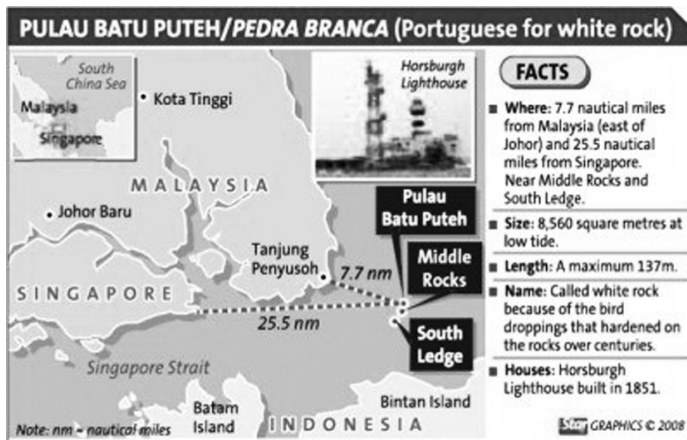 PULAU BATU PUTEH/PEDRA BRANCA (Portuguese for white rock)
South
China Sea
Malaysia
Singapore
Kota Tinggi
Horsburgh
Lighthouse
MALAYSIA
Johor Baru
Pulau
Batu Puteh
Tanjung
Penyusoh
7.7 nm
Middle
Rocks
SINGAPORE
25.5 nm
South
Ledge
Singapore Strait
Batam
Island
Bintan Island
INDONESIA
Note: nm = nautical miles
FACTS
Where: 7.7 nautical miles
from Malaysia (east of
Johor) and 25.5 nautical
miles from Singapore.
Near Middle Rocks and
South Ledge.
Size: 8,560 square metres at
low tide.
Length: A maximum 137m.
Name: Called white rock
because of the bird
droppings that hardened on
the rocks over centuries.
Houses: Horsburgh
Lighthouse built in 1851.
Star GRAPHICS © 2008